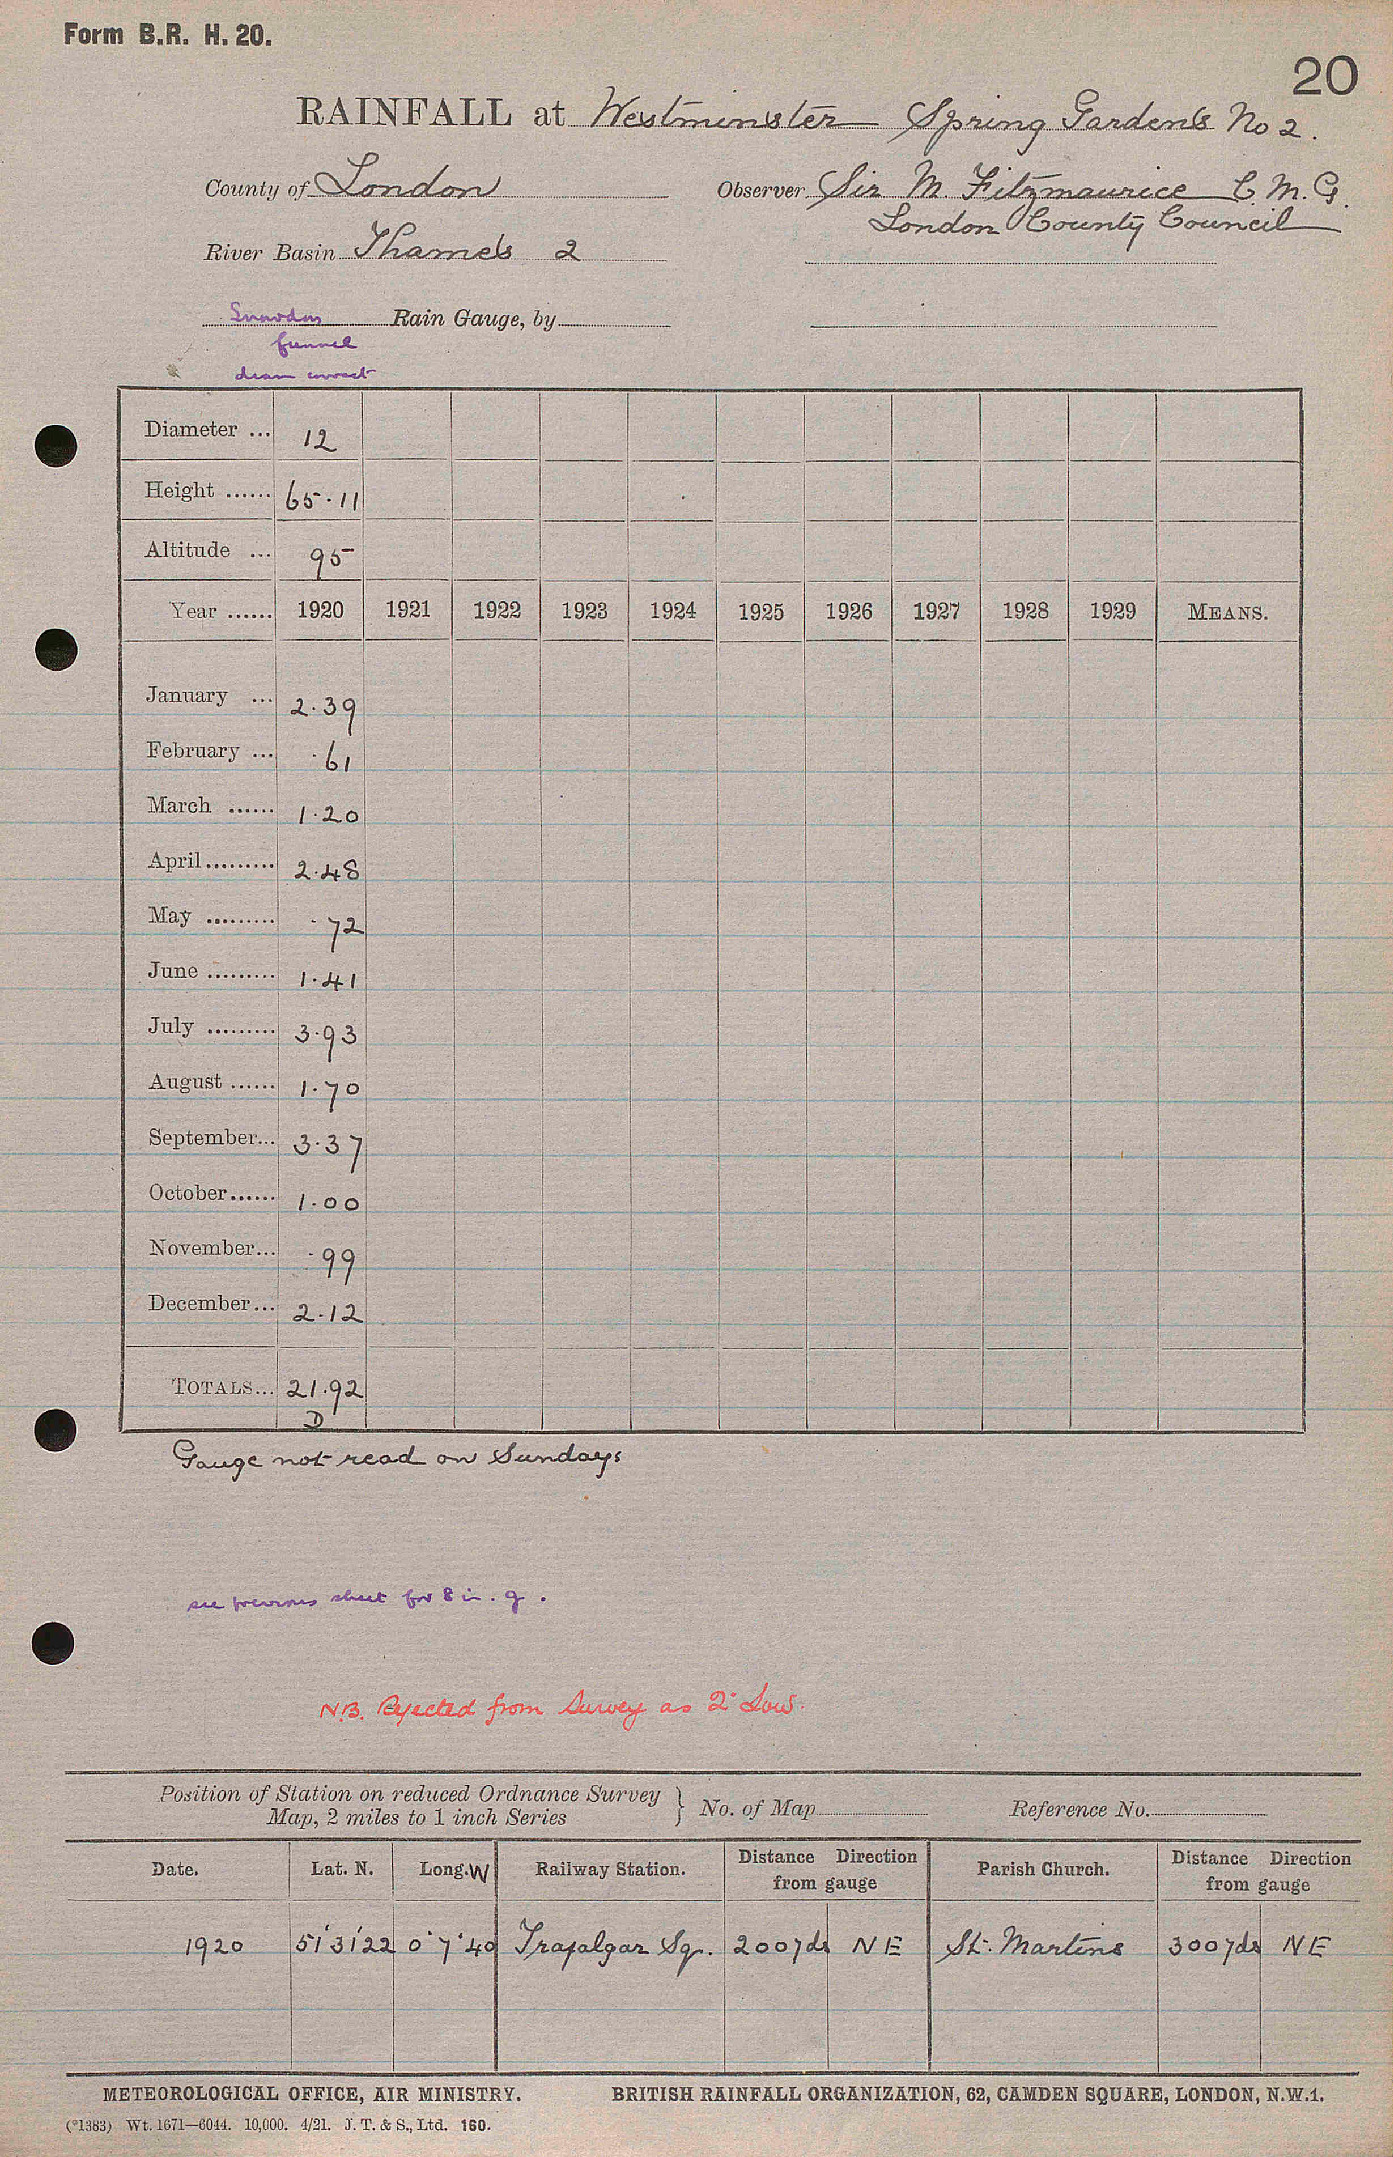 Form B.R. H. 20.
20
RAINFALL at Westminster Spring Gardens No 2.
County of London
Observer Sir M. Fitzmaurice C.M.G.
London County Council
River Basin Thames 2
Snowdon Rain Gauge, by
funnel
diam correct
Diameter ... 12
Height ...... 65.11
Altitude ... 95
Year ...... 1920 1921 1922 1923 1924 1925 1926 1927 1928 1929 MEANS.
January ... 2.39
February ... .61
March ...... 1.20
April ......... 2.48
May ......... .72
June ......... 1.41
July ......... 3.93
August ...... 1.70
September... 3.37
October...... 1.00
November... .99
December... 2.12
TOTALS... 21.92
D
Gauge not read on Sundays
see previous sheet for 8 in. g.
N.B. Rejected from Survey as 2" Low.
Position of Station on reduced Ordnance Survey } No. of Map Reference No.
Map, 2 miles to 1 inch Series
Date. Lat. N. Long. W Railway Station. Distance Direction from gauge Parish Church. Distance Direction from gauge
1920 51°31'22 0°7'40 Trafalgar Sq. 200 yds NE St. Martins 300 yds NE
METEOROLOGICAL OFFICE, AIR MINISTRY. BRITISH RAINFALL ORGANIZATION, 62, CAMDEN SQUARE, LONDON, N.W.1.
(*1383) Wt. 1671—6044. 10,000. 4/21. J. T. & S., Ltd. 160.